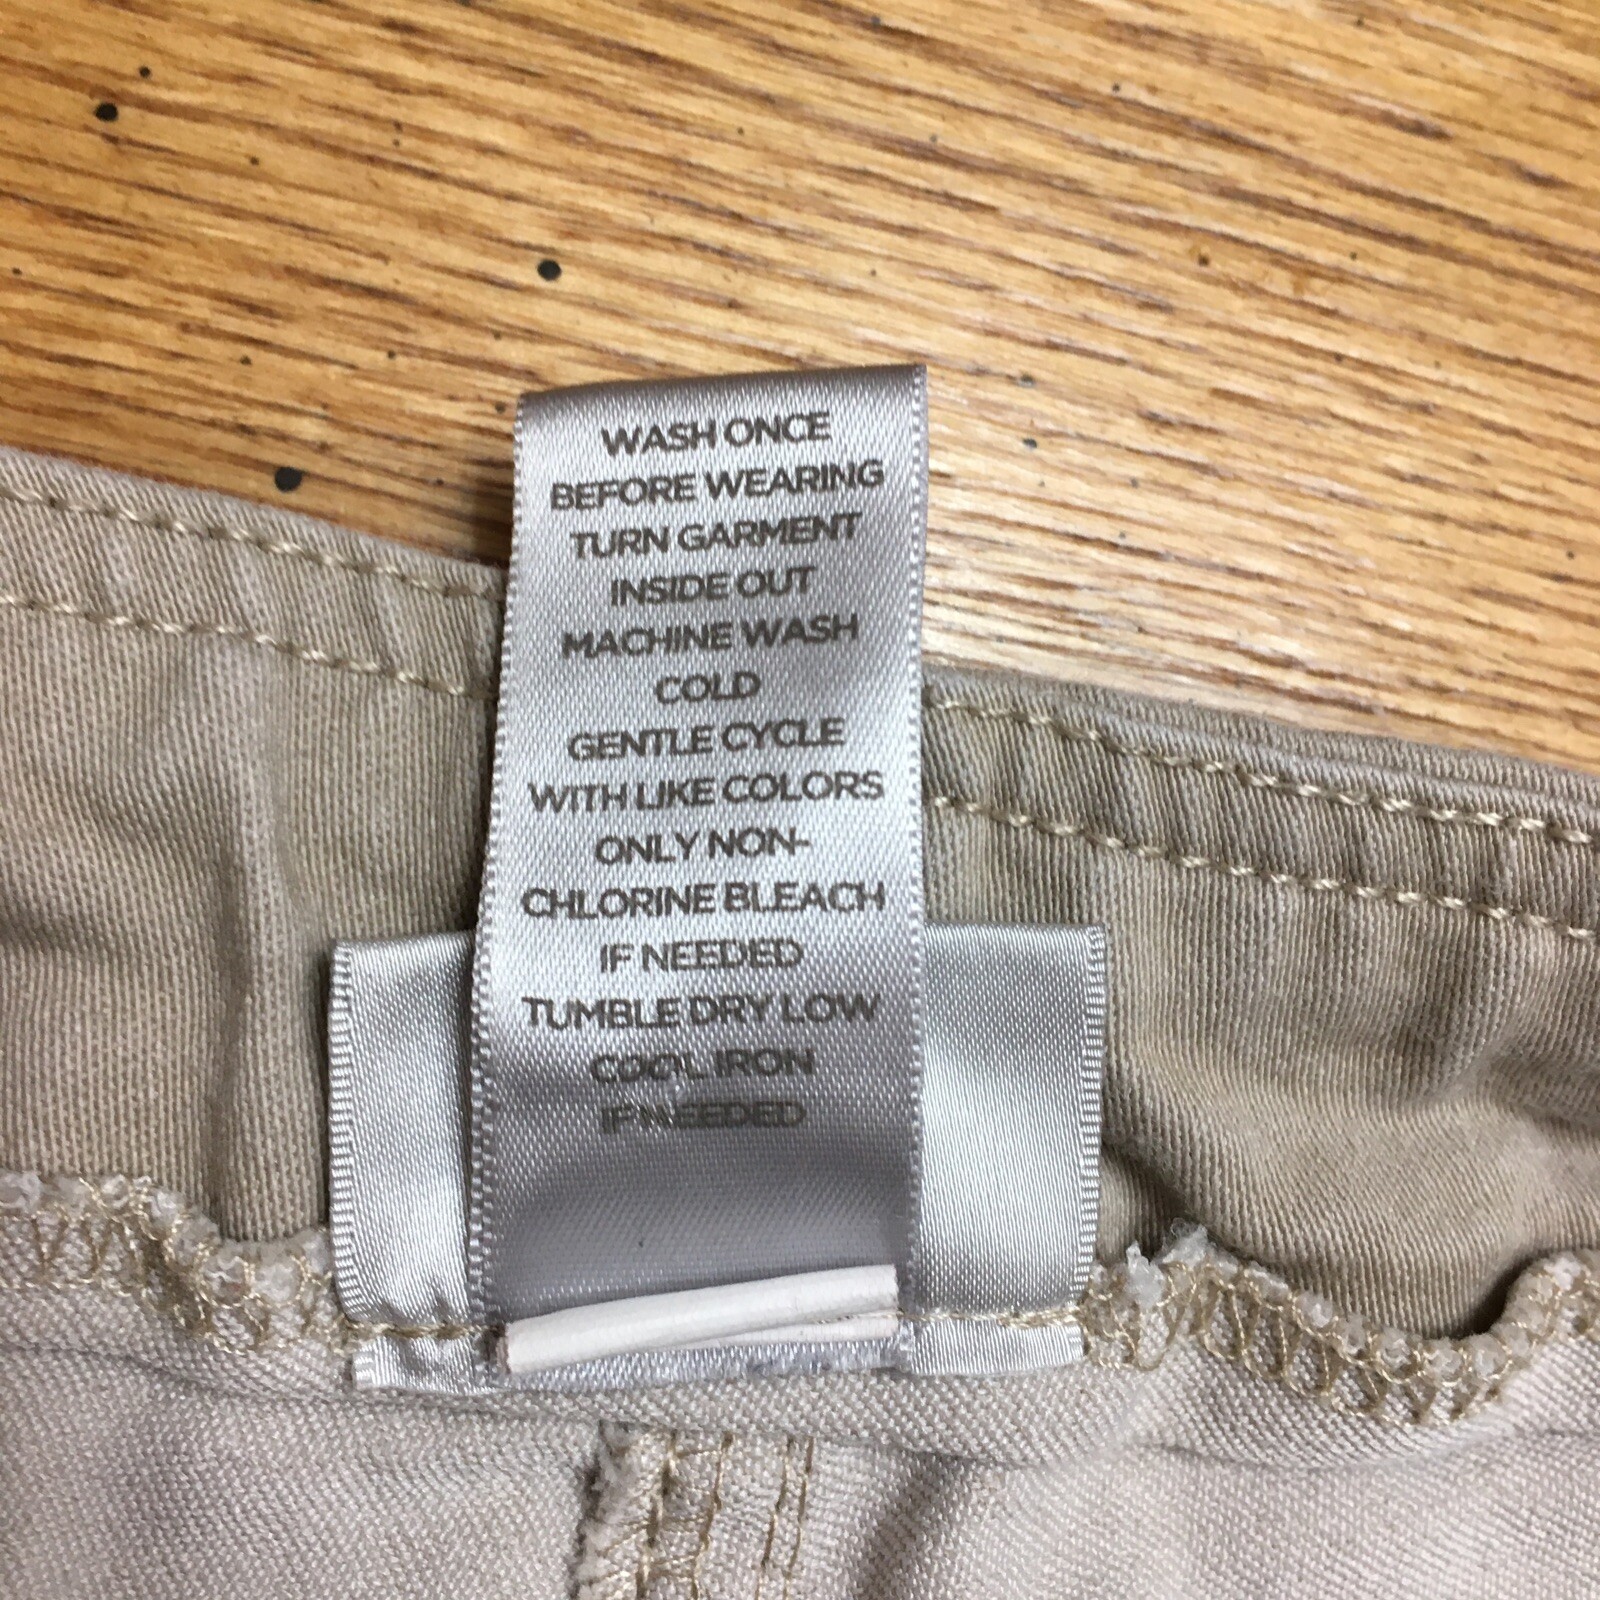 WASH ONCE
BEFORE WEARING
TURN GARMENT
INSIDE OUT
MACHINE WASH
COLD
GENTLE CYCLE
WITH LIKE COLORS
ONLY NON-
CHLORINE BLEACH
IF NEEDED
TUMBLE DRY LOW
COOL IRON
IF NEEDED